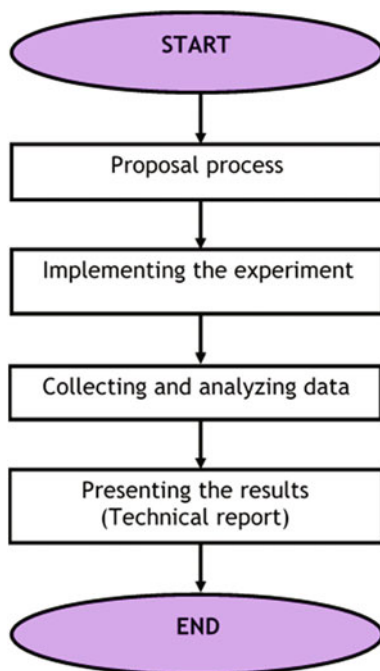 START
Proposal process
Implementing the experiment
Collecting and analyzing data
Presenting the results
(Technical report)
END